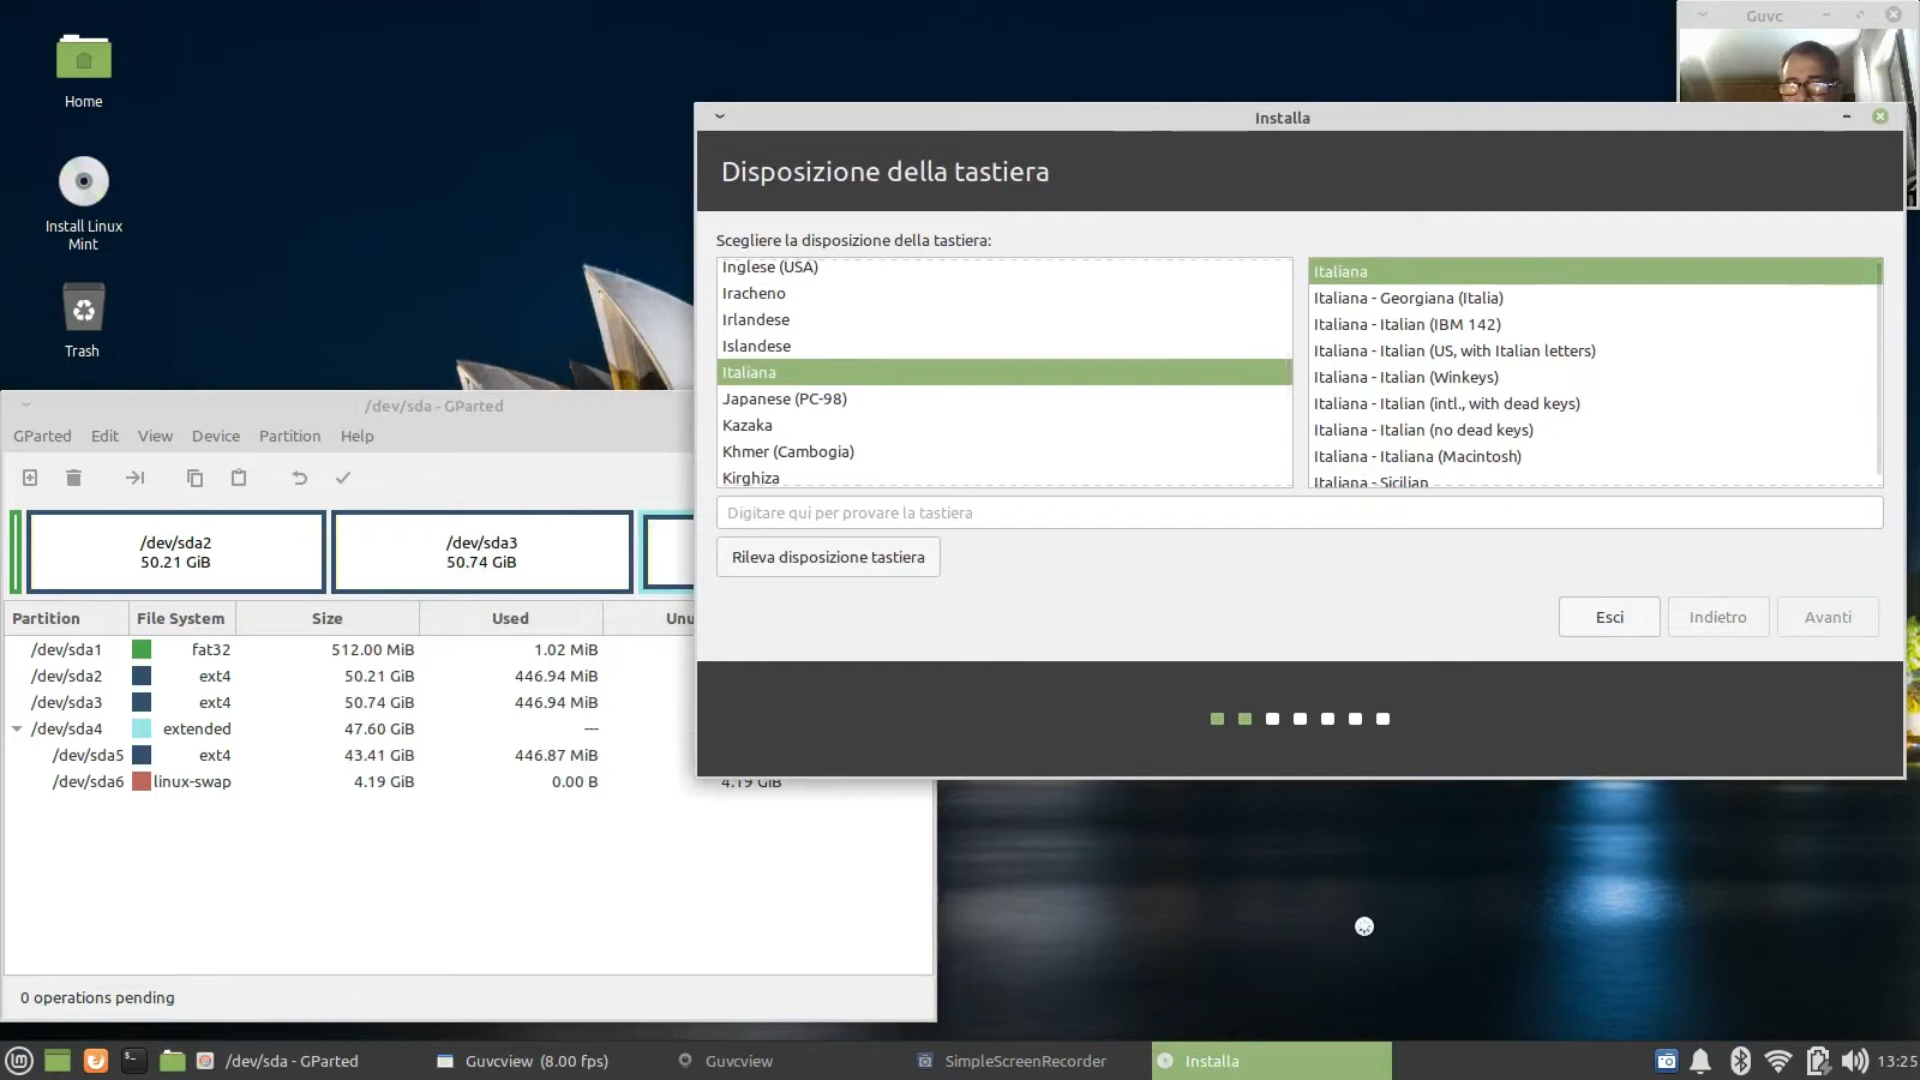 Home
Install Linux
Mint
Trash
Guvc
Installa
Disposizione della tastiera
Scegliere la disposizione della tastiera:
Inglese (USA)
Iracheno
Irlandese
Islandese
Italiana
Japanese (PC-98)
Kazaka
Khmer (Cambogia)
Kirghiza
Italiana
Italiana - Georgiana (Italia)
Italiana - Italian (IBM 142)
Italiana - Italian (US, with Italian letters)
Italiana - Italian (Winkeys)
Italiana - Italian (intl., with dead keys)
Italiana - Italian (no dead keys)
Italiana - Italiana (Macintosh)
Italiana - Sicilian
Digitare qui per provare la tastiera
Rileva disposizione tastiera
Esci Indietro Avanti
/dev/sda - GParted
GParted Edit View Device Partition Help
/dev/sda2
50.21 GiB
/dev/sda3
50.74 GiB
Partition File System Size Used Unu
/dev/sda1 fat32 512.00 MiB 1.02 MiB
/dev/sda2 ext4 50.21 GiB 446.94 MiB
/dev/sda3 ext4 50.74 GiB 446.94 MiB
/dev/sda4 extended 47.60 GiB ---
/dev/sda5 ext4 43.41 GiB 446.87 MiB
/dev/sda6 linux-swap 4.19 GiB 0.00 B 4.19 GiB
0 operations pending
/dev/sda - GParted Guvcview (8.00 fps) Guvcview SimpleScreenRecorder Installa 13:25